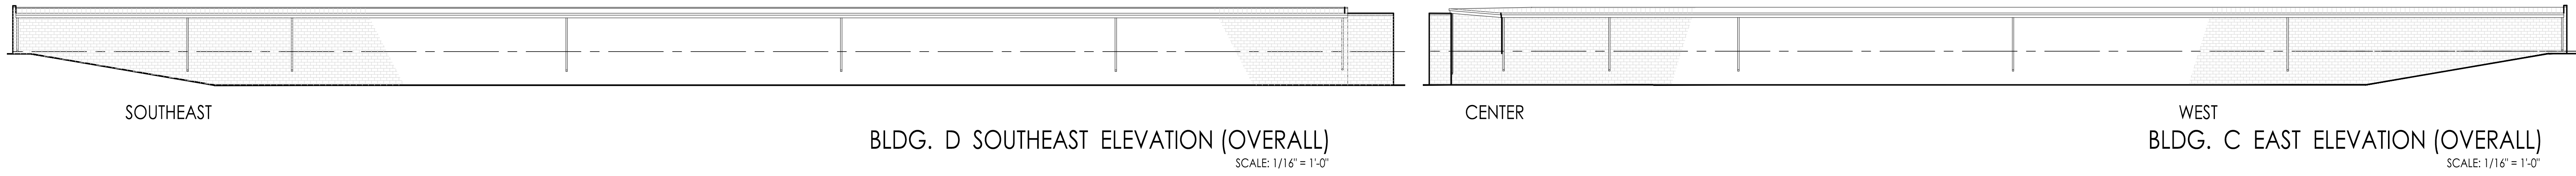 SOUTHEAST
BLDG. D SOUTHEAST ELEVATION (OVERALL)
SCALE: 1/16" = 1'-0"
CENTER
WEST
BLDG. C EAST ELEVATION (OVERALL)
SCALE: 1/16" = 1'-0"